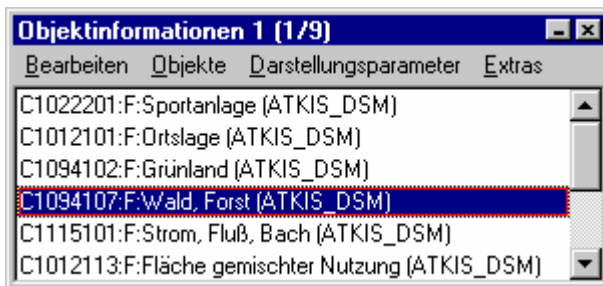 Objektinformationen 1 (1/9)
Bearbeiten Objekte Darstellungsparameter Extras
C1022201:F:Sportanlage (ATKIS_DSM)
C1012101:F:Ortslage (ATKIS_DSM)
C1094102:F:Grünland (ATKIS_DSM)
C1094107:F:Wald, Forst (ATKIS_DSM)
C1115101:F:Strom, Fluß, Bach (ATKIS_DSM)
C1012113:F:Fläche gemischter Nutzung (ATKIS_DSM)